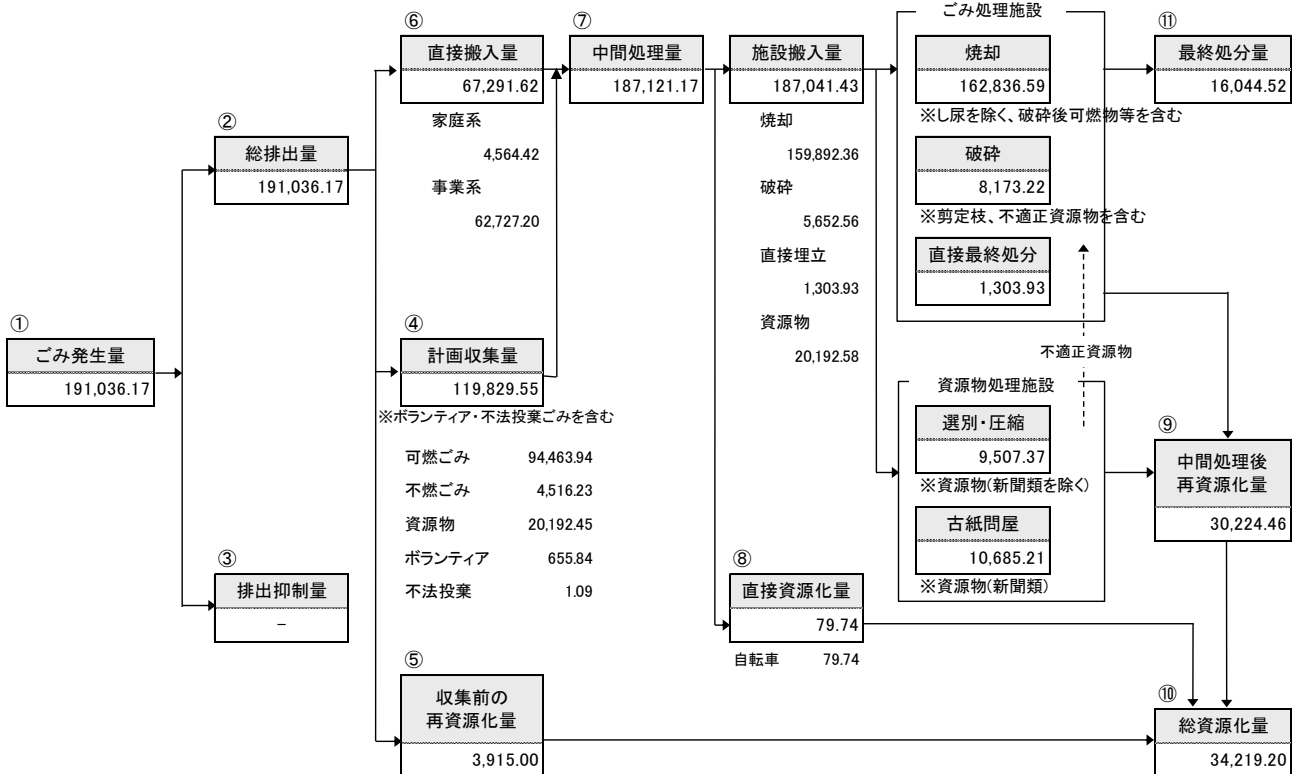 ①
ごみ発生量
191,036.17
②
総排出量
191,036.17
③
排出抑制量
－
⑥
直接搬入量
67,291.62
家庭系
4,564.42
事業系
62,727.20
④
計画収集量
119,829.55
※ボランティア・不法投棄ごみを含む
可燃ごみ 94,463.94
不燃ごみ 4,516.23
資源物 20,192.45
ボランティア 655.84
不法投棄 1.09
⑤
収集前の
再資源化量
3,915.00
⑦
中間処理量
187,121.17
施設搬入量
187,041.43
焼却
159,892.36
破砕
5,652.56
直接埋立
1,303.93
資源物
20,192.58
⑧
直接資源化量
79.74
自転車 79.74
ごみ処理施設
焼却
162,836.59
※し尿を除く、破砕後可燃物等を含む
破砕
8,173.22
※剪定枝、不適正資源物を含む
直接最終処分
1,303.93
不適正資源物
資源物処理施設
選別・圧縮
9,507.37
※資源物(新聞類を除く)
古紙問屋
10,685.21
※資源物(新聞類)
⑪
最終処分量
16,044.52
⑨
中間処理後
再資源化量
30,224.46
⑩
総資源化量
34,219.20